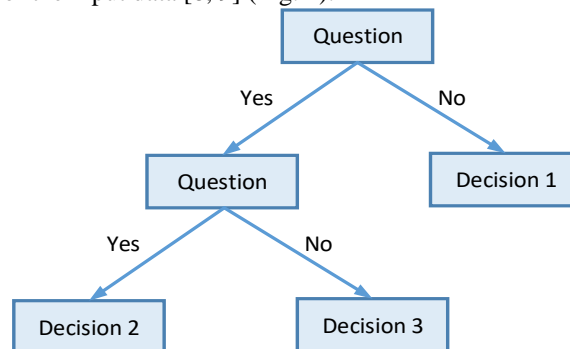 Question
Yes
No
Question
Decision 1
Yes
No
Decision 2
Decision 3